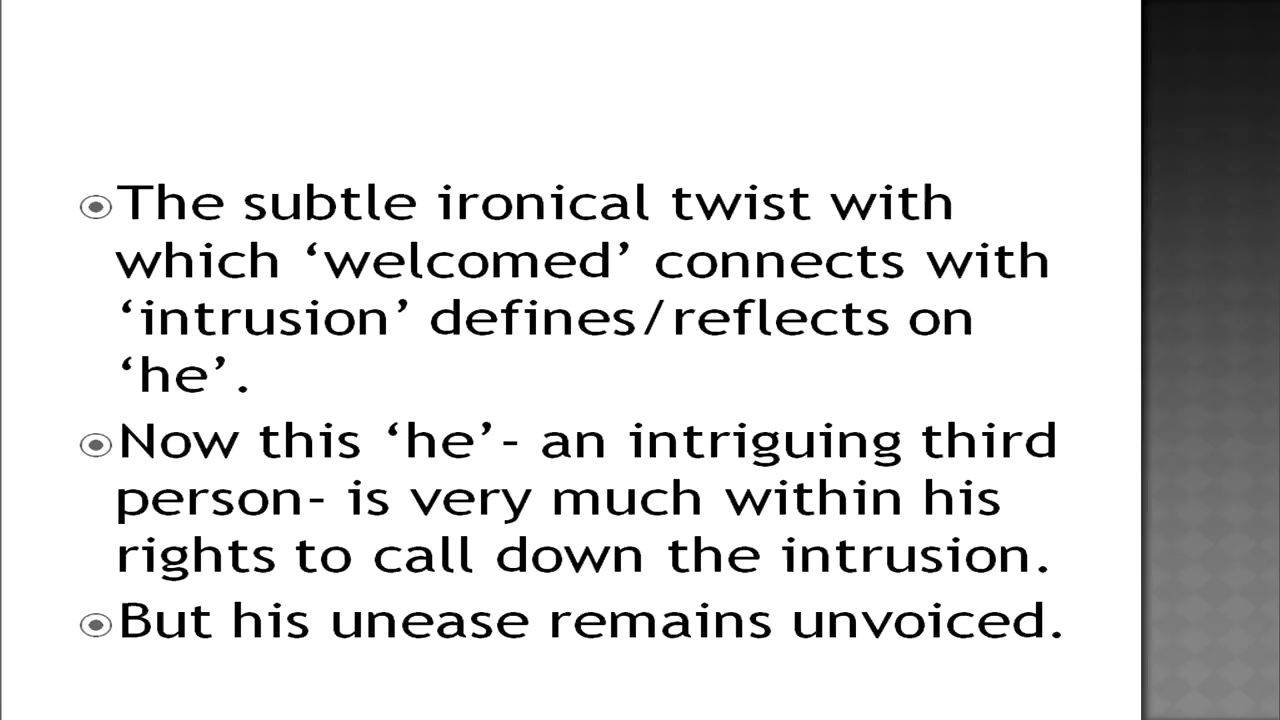 The subtle ironical twist with
which ‘welcomed’ connects with
‘intrusion’ defines/reflects on
‘he’.
Now this ‘he’- an intriguing third
person- is very much within his
rights to call down the intrusion.
But his unease remains unvoiced.